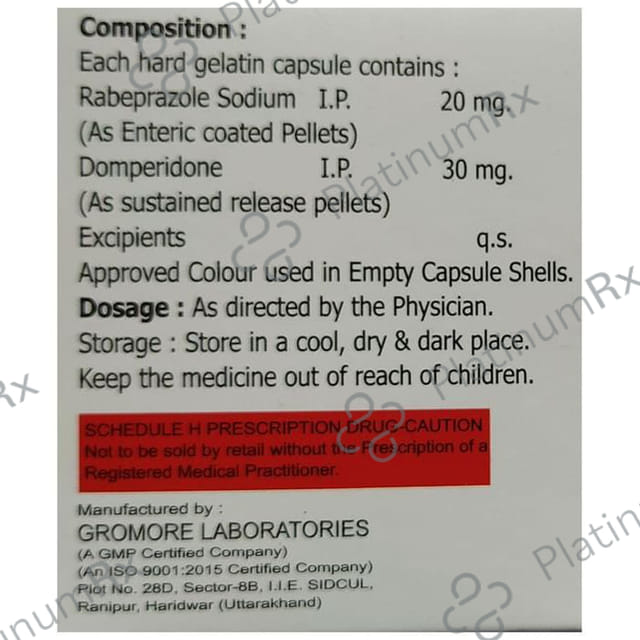 Composition :
Each hard gelatin capsule contains :
Rabeprazole Sodium I.P. 20 mg.
(As Enteric coated Pellets)
Domperidone I.P. 30 mg.
(As sustained release pellets)
Excipients q.s.
Approved Colour used in Empty Capsule Shells.
Dosage : As directed by the Physician.
Storage : Store in a cool, dry & dark place.
Keep the medicine out of reach of children.
SCHEDULE H PRESCRIPTION DRUG-CAUTION
Not to be sold by retail without the Prescription of a
Registered Medical Practitioner.
Manufactured by :
GROMORE LABORATORIES
(A GMP Certified Company)
(An ISO 9001:2015 Certified Company)
Plot No. 28D, Sector-8B, I.I.E. SIDCUL,
Ranipur, Haridwar (Uttarakhand)
PlatinumRx
PlatinumRx